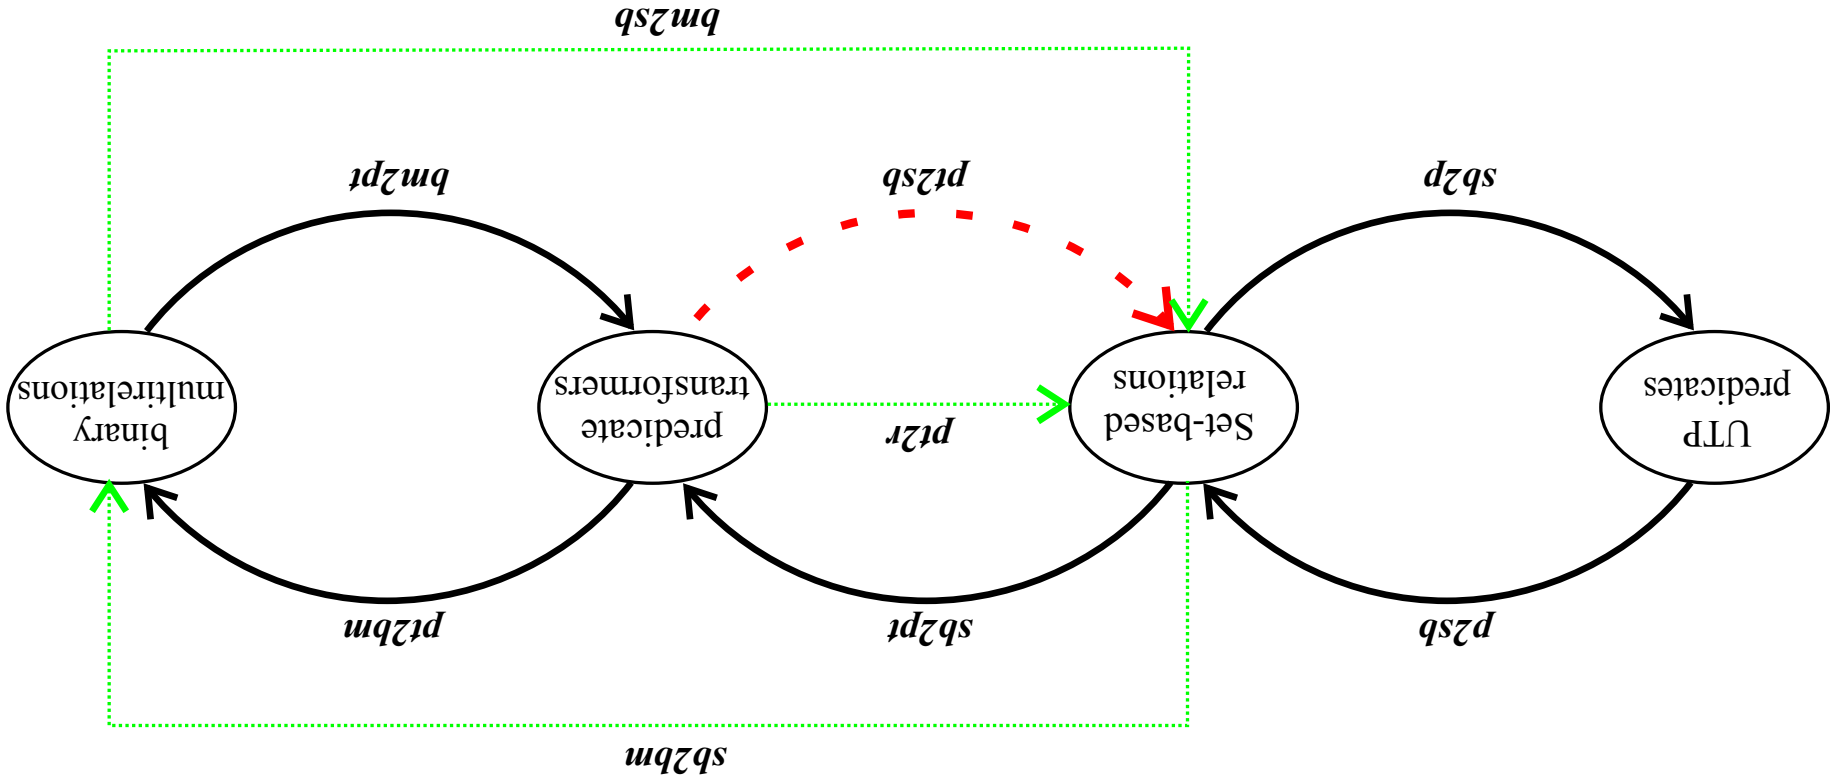 sb2bm
p2sb
sb2pt
pt2bm
UTP
predicates
Set-based
relations
pt2r
predicate
transformers
binary
multirelations
sb2p
pt2sb
bm2pt
bm2sb